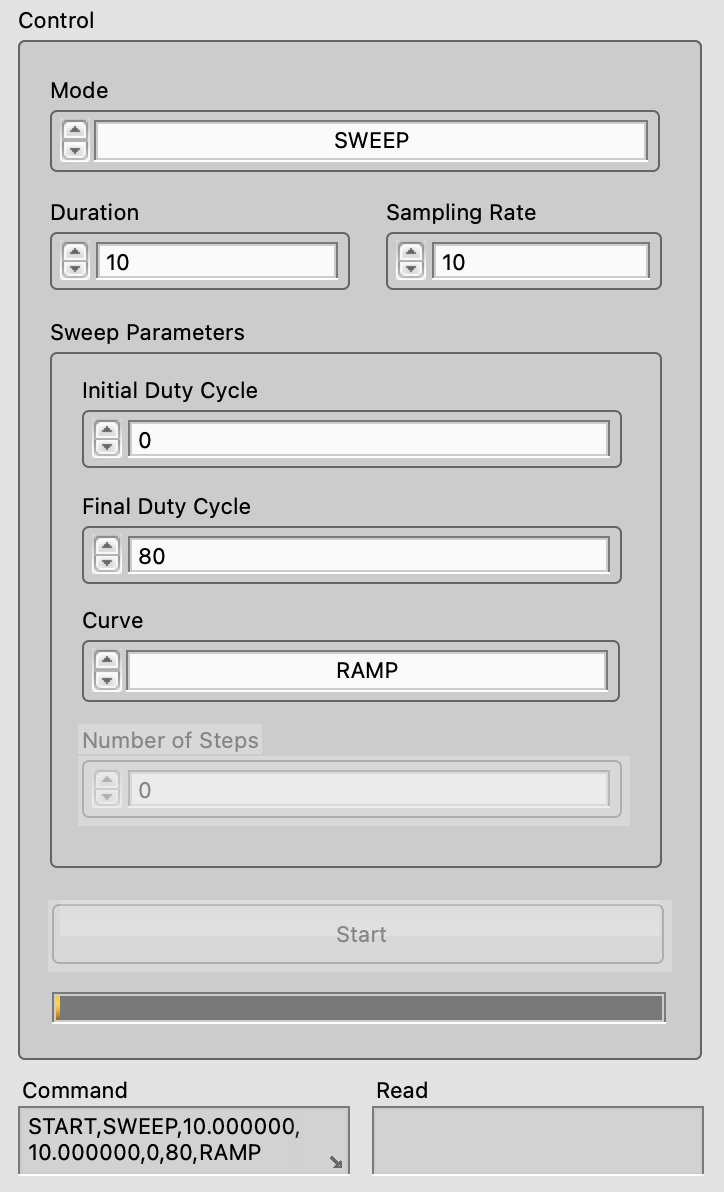 Control
Mode
SWEEP
Duration
Sampling Rate
10
10
Sweep Parameters
Initial Duty Cycle
0
Final Duty Cycle
80
Curve
RAMP
Number of Steps
0
Start
Command
START,SWEEP,10.000000,
10.000000,0,80,RAMP
Read